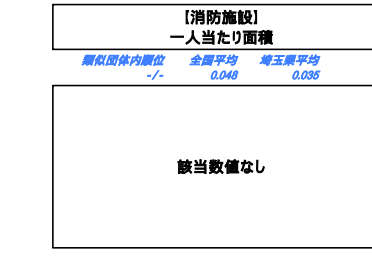 【消防施設】
一人当たり面積
類似団体内順位 全国平均 埼玉県平均
-/- 0.048 0.035
該当数値なし